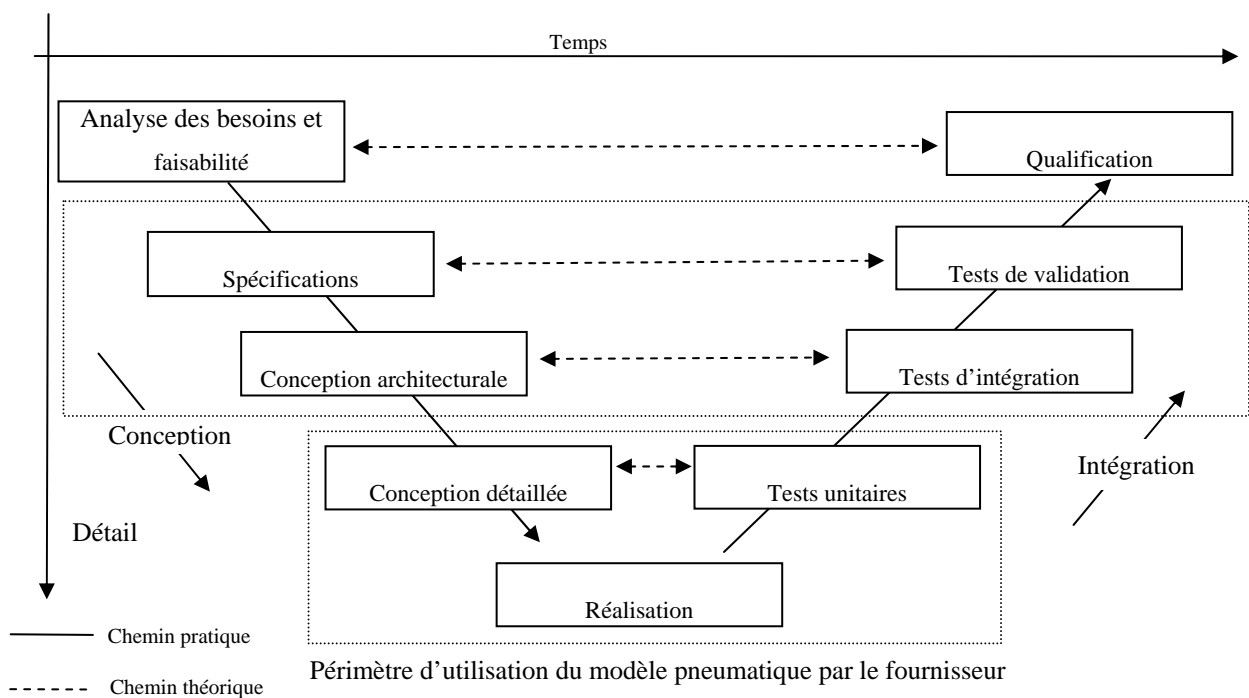 Temps
Analyse des besoins et
faisabilité
Qualification
Spécifications
Tests de validation
Conception architecturale
Tests d’intégration
Conception
Intégration
Conception détaillée
Tests unitaires
Détail
Réalisation
Chemin pratique
Périmètre d’utilisation du modèle pneumatique par le fournisseur
Chemin théorique